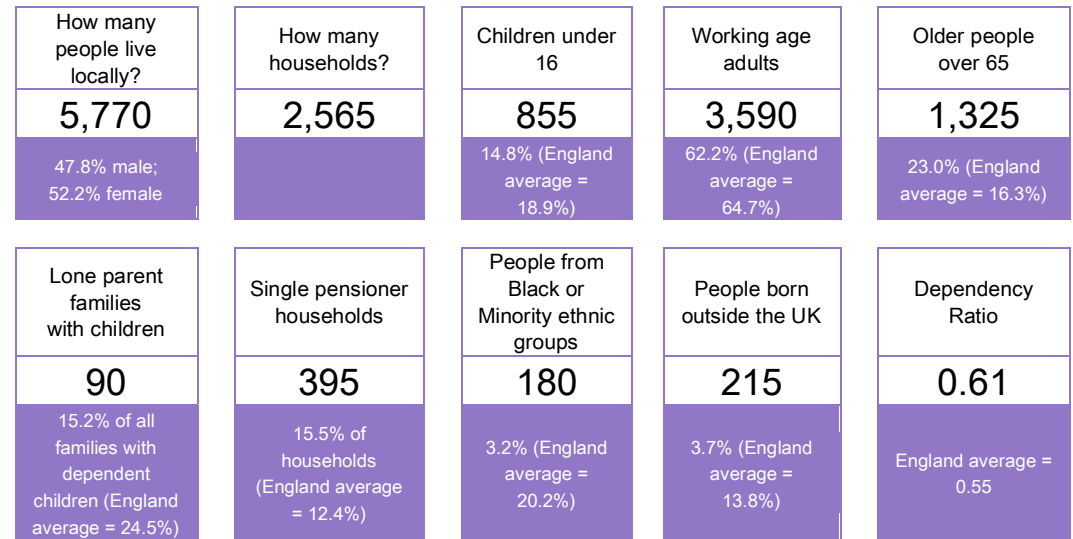 How many
people live
locally?
5,770
47.8% male;
52.2% female
How many
households?
2,565
Children under
16
855
14.8% (England
average =
18.9%)
Working age
adults
3,590
62.2% (England
average =
64.7%)
Older people
over 65
1,325
23.0% (England
average = 16.3%)
Lone parent
families
with children
90
15.2% of all
families with
dependent
children (England
average = 24.5%)
Single pensioner
households
395
15.5% of
households
(England average
= 12.4%)
People from
Black or
Minority ethnic
groups
180
3.2% (England
average =
20.2%)
People born
outside the UK
215
3.7% (England
average =
13.8%)
Dependency
Ratio
0.61
England average =
0.55